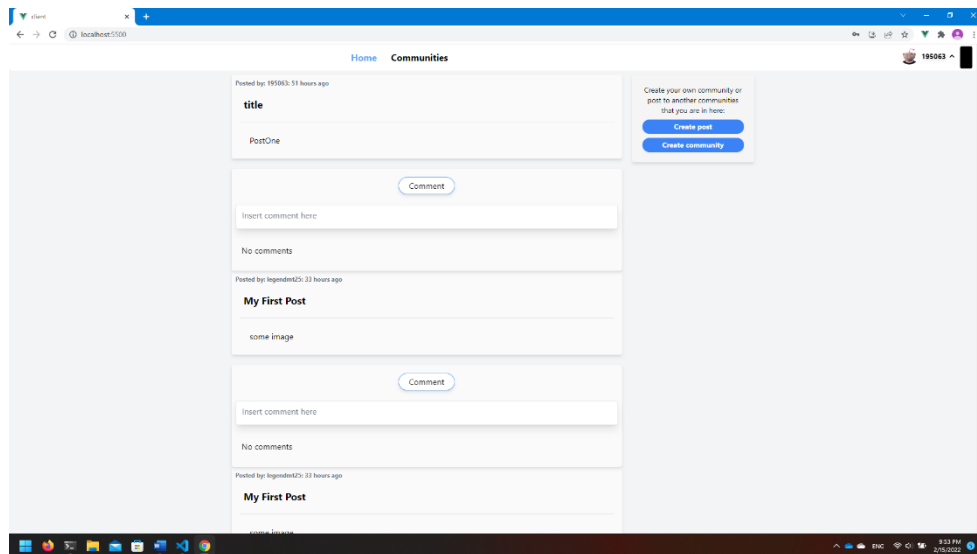 client
localhost:5500
Home Communities
195063
Posted by: 195063: 51 hours ago
title
PostOne
Create your own community or
post to another communities
that you are in here:
Create post
Create community
Comment
Insert comment here
No comments
Posted by: legendmt25: 33 hours ago
My First Post
some image
Comment
Insert comment here
No comments
Posted by: legendmt25: 33 hours ago
My First Post
some image
ENG
9:33 PM
2/15/2022